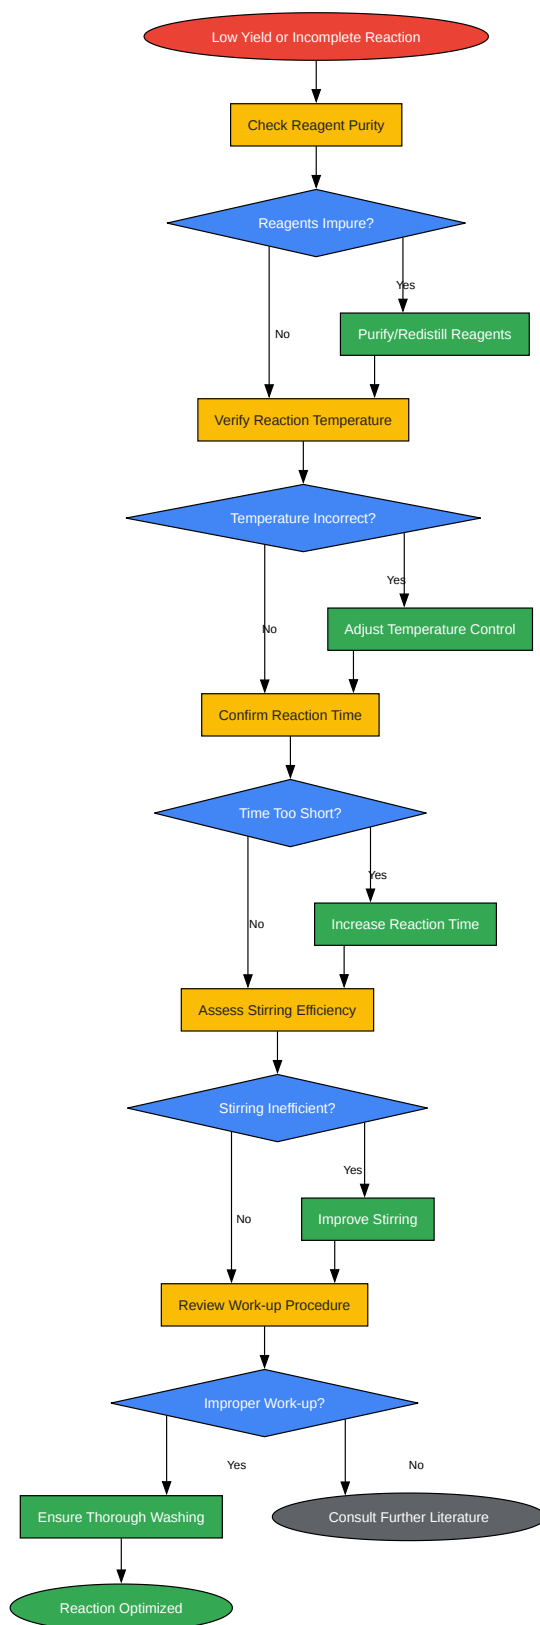 Low Yield or Incomplete Reaction
Check Reagent Purity
Reagents Impure?
Yes
No
Purify/Redistill Reagents
Verify Reaction Temperature
Temperature Incorrect?
Yes
No
Adjust Temperature Control
Confirm Reaction Time
Time Too Short?
Yes
No
Increase Reaction Time
Assess Stirring Efficiency
Stirring Inefficient?
Yes
No
Improve Stirring
Review Work-up Procedure
Improper Work-up?
Yes
No
Ensure Thorough Washing
Consult Further Literature
Reaction Optimized